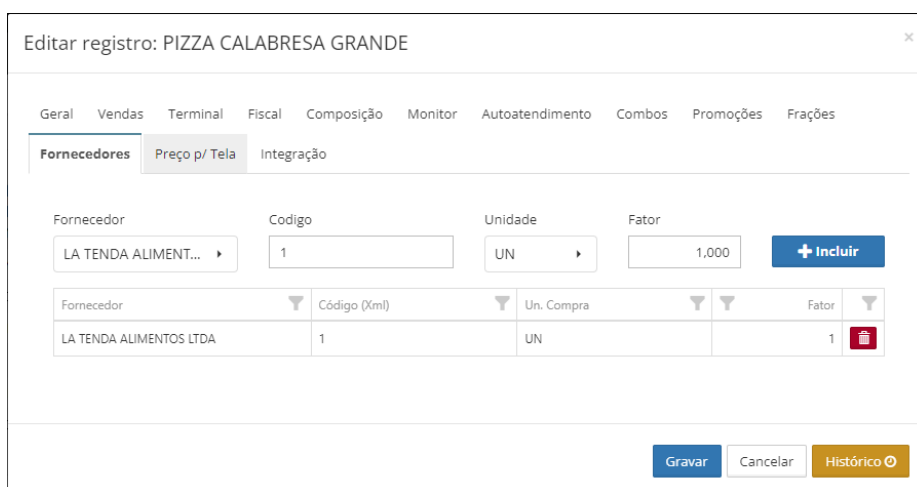 Editar registro: PIZZA CALABRESA GRANDE ×
Geral Vendas Terminal Fiscal Composição Monitor Autoatendimento Combos Promoções Frações
Fornecedores Preço p/ Tela Integração
Fornecedor Codigo Unidade Fator
LA TENDA ALIMENT... 1 UN 1,000 + Incluir
Fornecedor Código (Xml) Un. Compra Fator
LA TENDA ALIMENTOS LTDA 1 UN 1
Gravar Cancelar Histórico